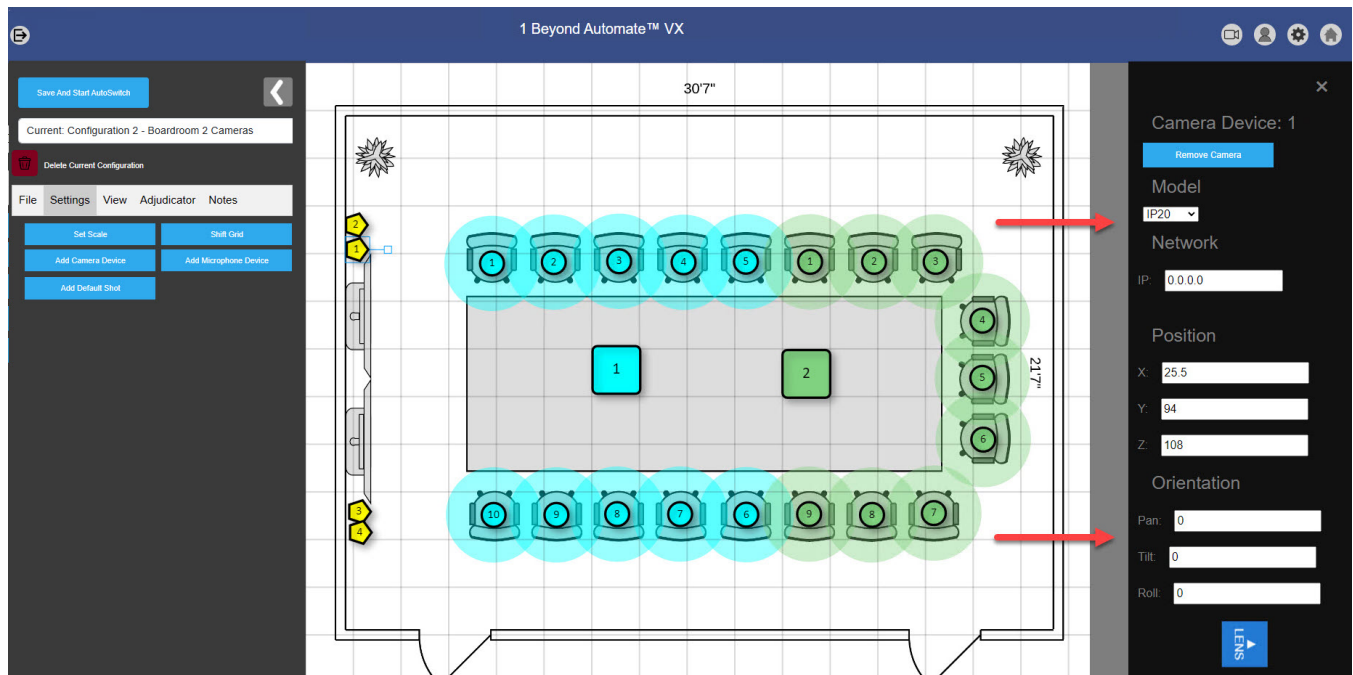 1 Beyond Automate™ VX
Save And Start AutoSwitch
Current: Configuration 2 - Boardroom 2 Cameras
Delete Current Configuration
File Settings View Adjudicator Notes
Set Scale Shift Grid
Add Camera Device Add Microphone Device
Add Default Shot
30'7"
2
1
1 2 3 4 5 1 2 3
4
1 2 5
21'7"
6
3
4
10 9 8 7 6 9 8 7
×
Camera Device: 1
Remove Camera
Model
IP20
Network
IP: 0.0.0.0
Position
X: 25.5
Y: 94
Z: 108
Orientation
Pan: 0
Tilt: 0
Roll: 0
LENS